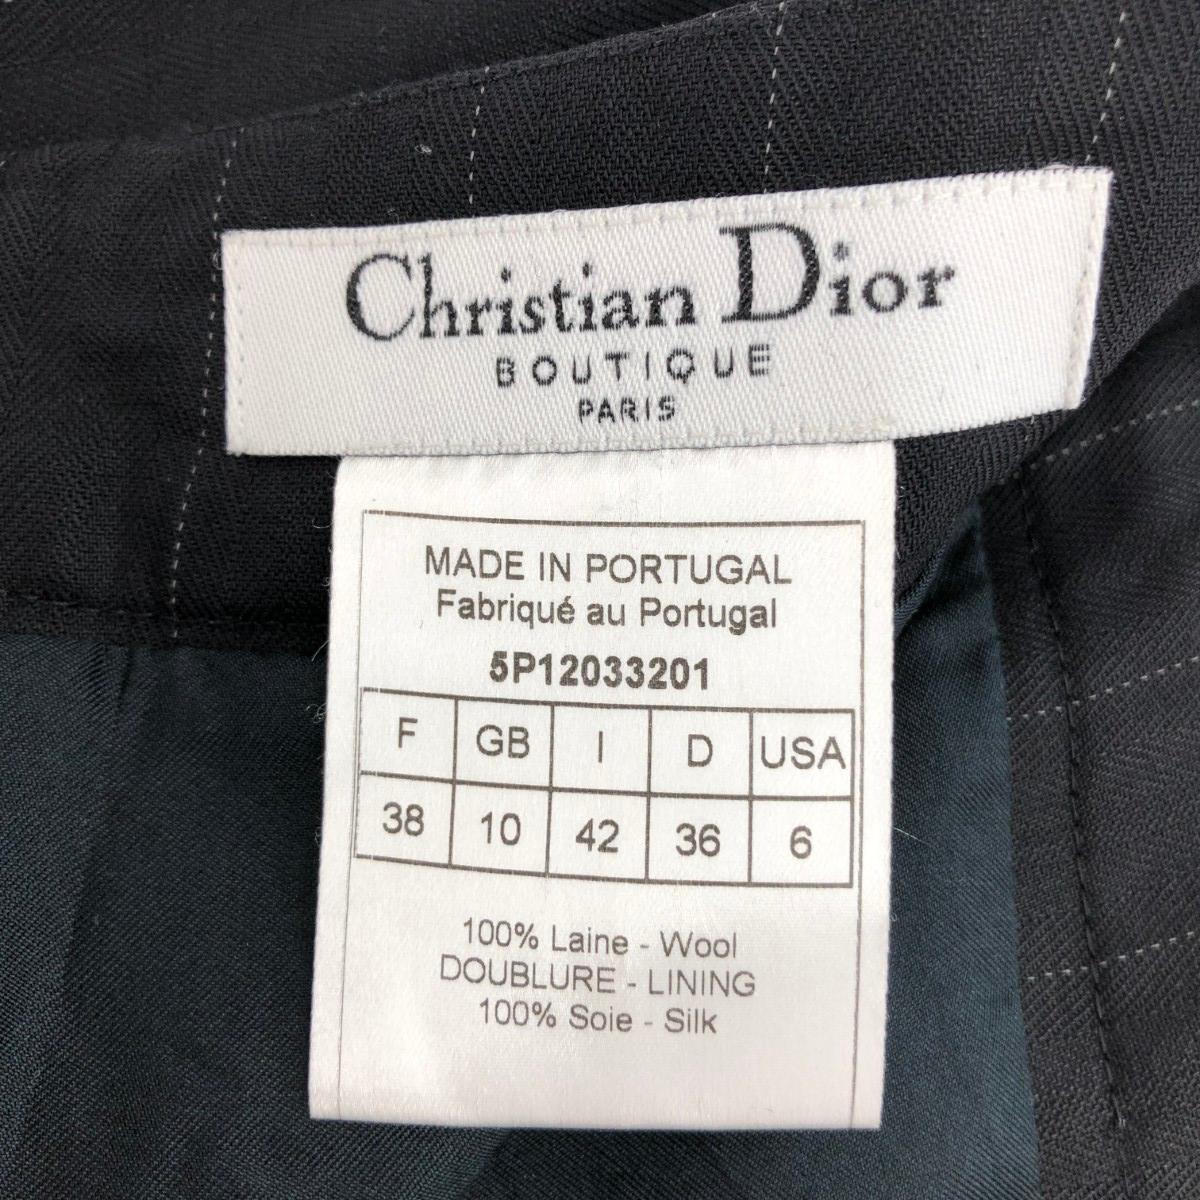 Christian Dior
BOUTIQUE
PARIS
MADE IN PORTUGAL
Fabriqué au Portugal
5P12033201
F GB I D USA
38 10 42 36 6
100% Laine - Wool
DOUBLURE - LINING
100% Soie - Silk